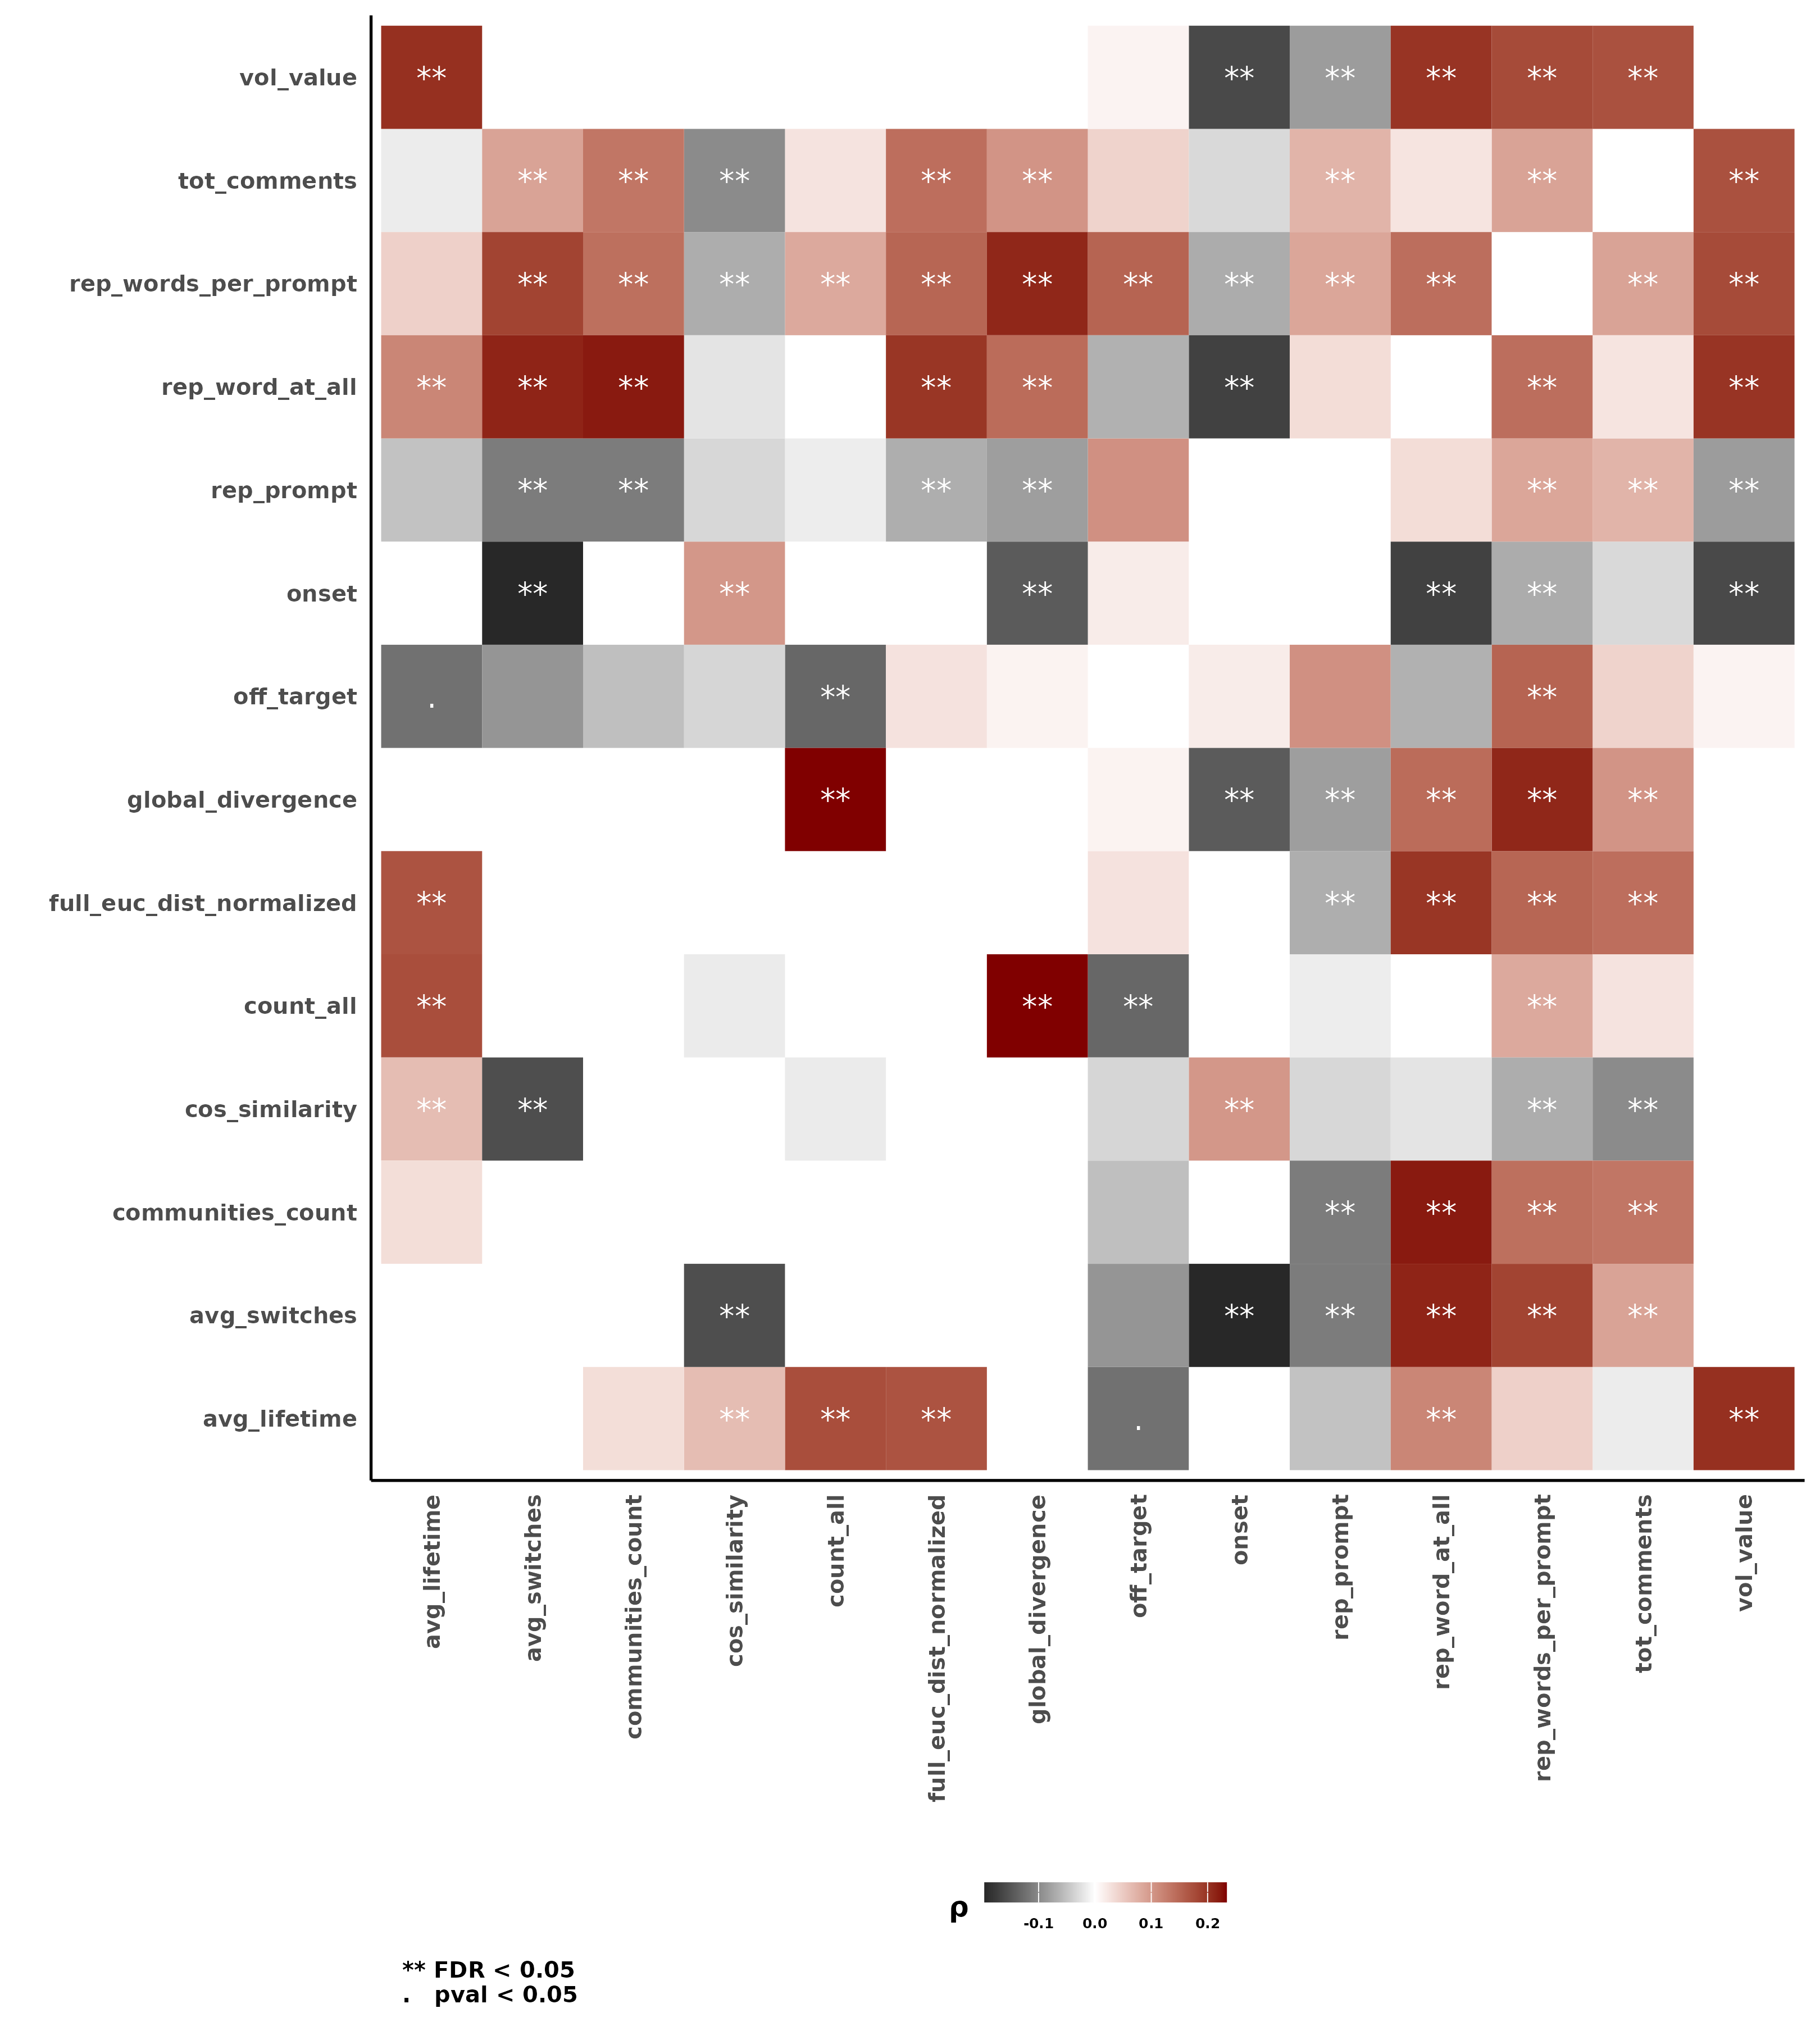 vol_value ** ** ** ** ** **
tot_comments ** ** ** ** ** ** ** **
rep_words_per_prompt ** ** ** ** ** ** ** ** ** ** ** **
rep_word_at_all ** ** ** ** ** ** ** **
rep_prompt ** ** ** ** ** ** **
onset ** ** ** ** ** **
off_target . ** **
global_divergence ** ** ** ** ** **
full_euc_dist_normalized ** ** ** ** **
count_all ** ** ** **
cos_similarity ** ** ** ** **
communities_count ** ** ** **
avg_switches ** ** ** ** ** **
avg_lifetime ** ** ** . ** **
avg_lifetime
avg_switches
communities_count
cos_similarity
count_all
full_euc_dist_normalized
global_divergence
off_target
onset
rep_prompt
rep_word_at_all
rep_words_per_prompt
tot_comments
vol_value
ρ
-0.1 0.0 0.1 0.2
** FDR < 0.05
. pval < 0.05